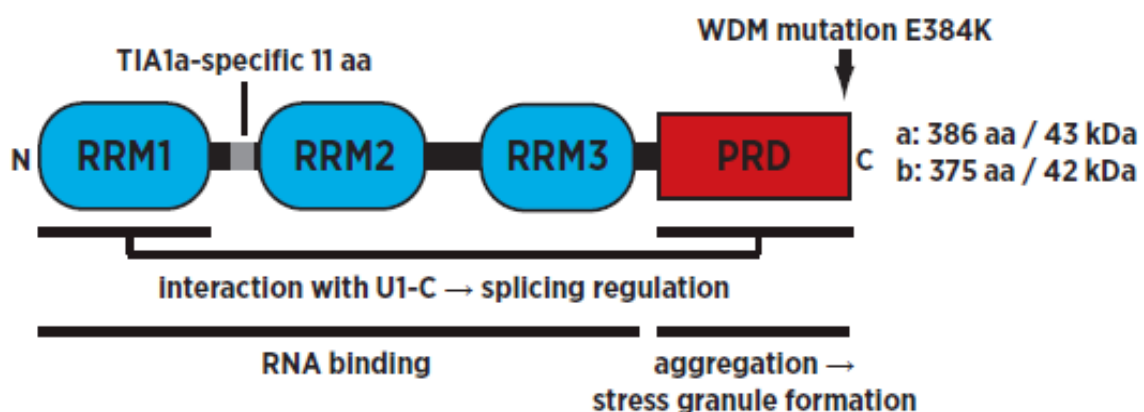 WDM mutation E384K
TIA1a-specific 11 aa
N RRM1 RRM2 RRM3 PRD C
a: 386 aa / 43 kDa
b: 375 aa / 42 kDa
interaction with U1-C → splicing regulation
RNA binding
aggregation →
stress granule formation